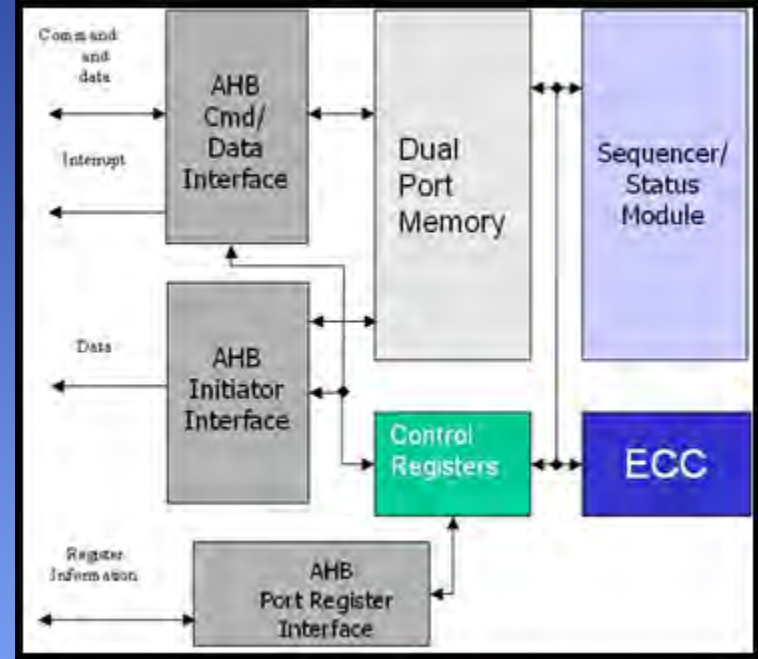 Command
and
data
AHB
Cmd/
Data
Interface
Interrupt
Dual
Port
Memory
Sequencer/
Status
Module
Data
AHB
Initiator
Interface
Control
Registers
ECC
Register
Information
AHB
Port Register
Interface